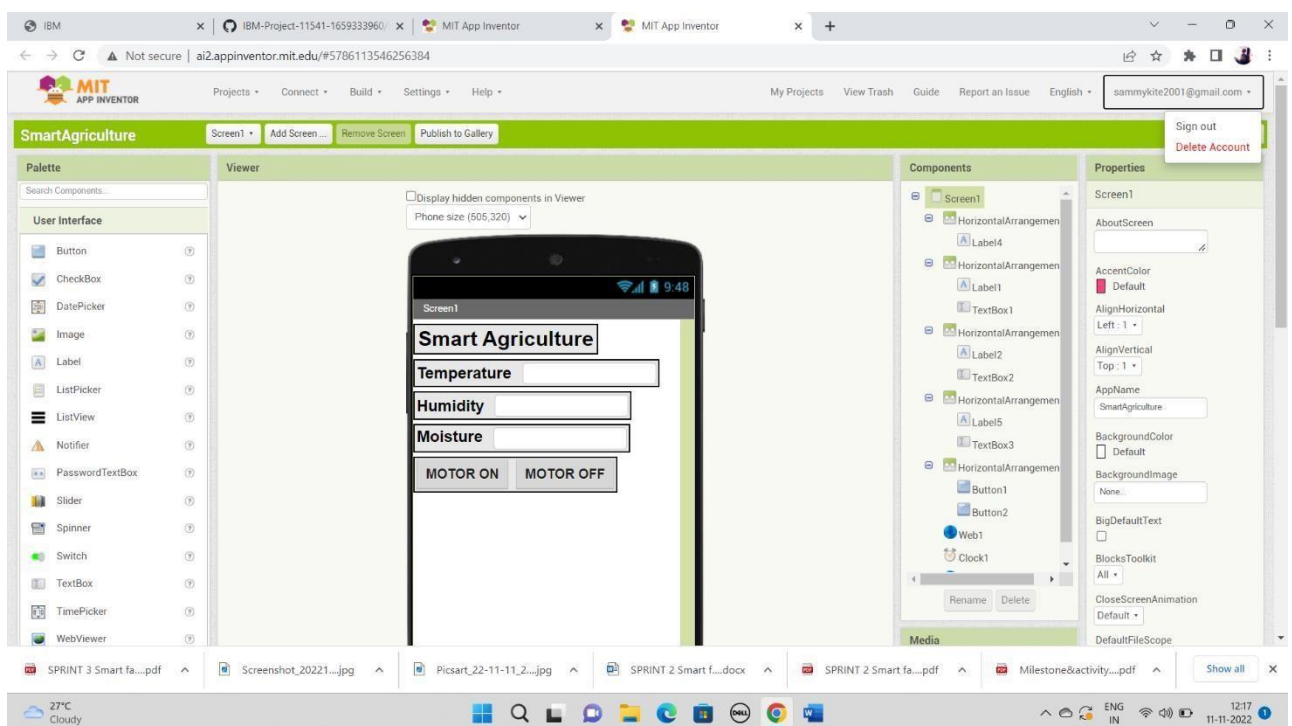 IBM
IBM-Project-11541-1659333960/
MIT App Inventor
MIT App Inventor
Not secure
ai2.appinventor.mit.edu/#5786113546256384
MIT
APP INVENTOR
Projects
Connect
Build
Settings
Help
My Projects
View Trash
Guide
Report an Issue
English
sammykite2001@gmail.com
Sign out
Delete Account
SmartAgriculture
Screen1
Add Screen ...
Remove Screen
Publish to Gallery
Palette
Search Components...
User Interface
Button
CheckBox
DatePicker
Image
Label
ListPicker
ListView
Notifier
PasswordTextBox
Slider
Spinner
Switch
TextBox
TimePicker
WebViewer
Viewer
Display hidden components in Viewer
Phone size (505,320)
9:48
Screen1
Smart Agriculture
Temperature
Humidity
Moisture
MOTOR ON
MOTOR OFF
Components
Screen1
HorizontalArrangemen
Label4
HorizontalArrangemen
Label1
TextBox1
HorizontalArrangemen
Label2
TextBox2
HorizontalArrangemen
Label5
TextBox3
HorizontalArrangemen
Button1
Button2
Web1
Clock1
Rename
Delete
Media
Properties
Screen1
AboutScreen
AccentColor
Default
AlignHorizontal
Left : 1
AlignVertical
Top : 1
AppName
SmartAgriculture
BackgroundColor
Default
BackgroundImage
None...
BigDefaultText
BlocksToolkit
All
CloseScreenAnimation
Default
DefaultFileScope
SPRINT 3 Smart fa....pdf
Screenshot_20221....jpg
Picsart_22-11-11_2....jpg
SPRINT 2 Smart f....docx
SPRINT 2 Smart fa....pdf
Milestone&activity....pdf
Show all
27°C
Cloudy
DELL
W
ENG
IN
12:17
11-11-2022
1